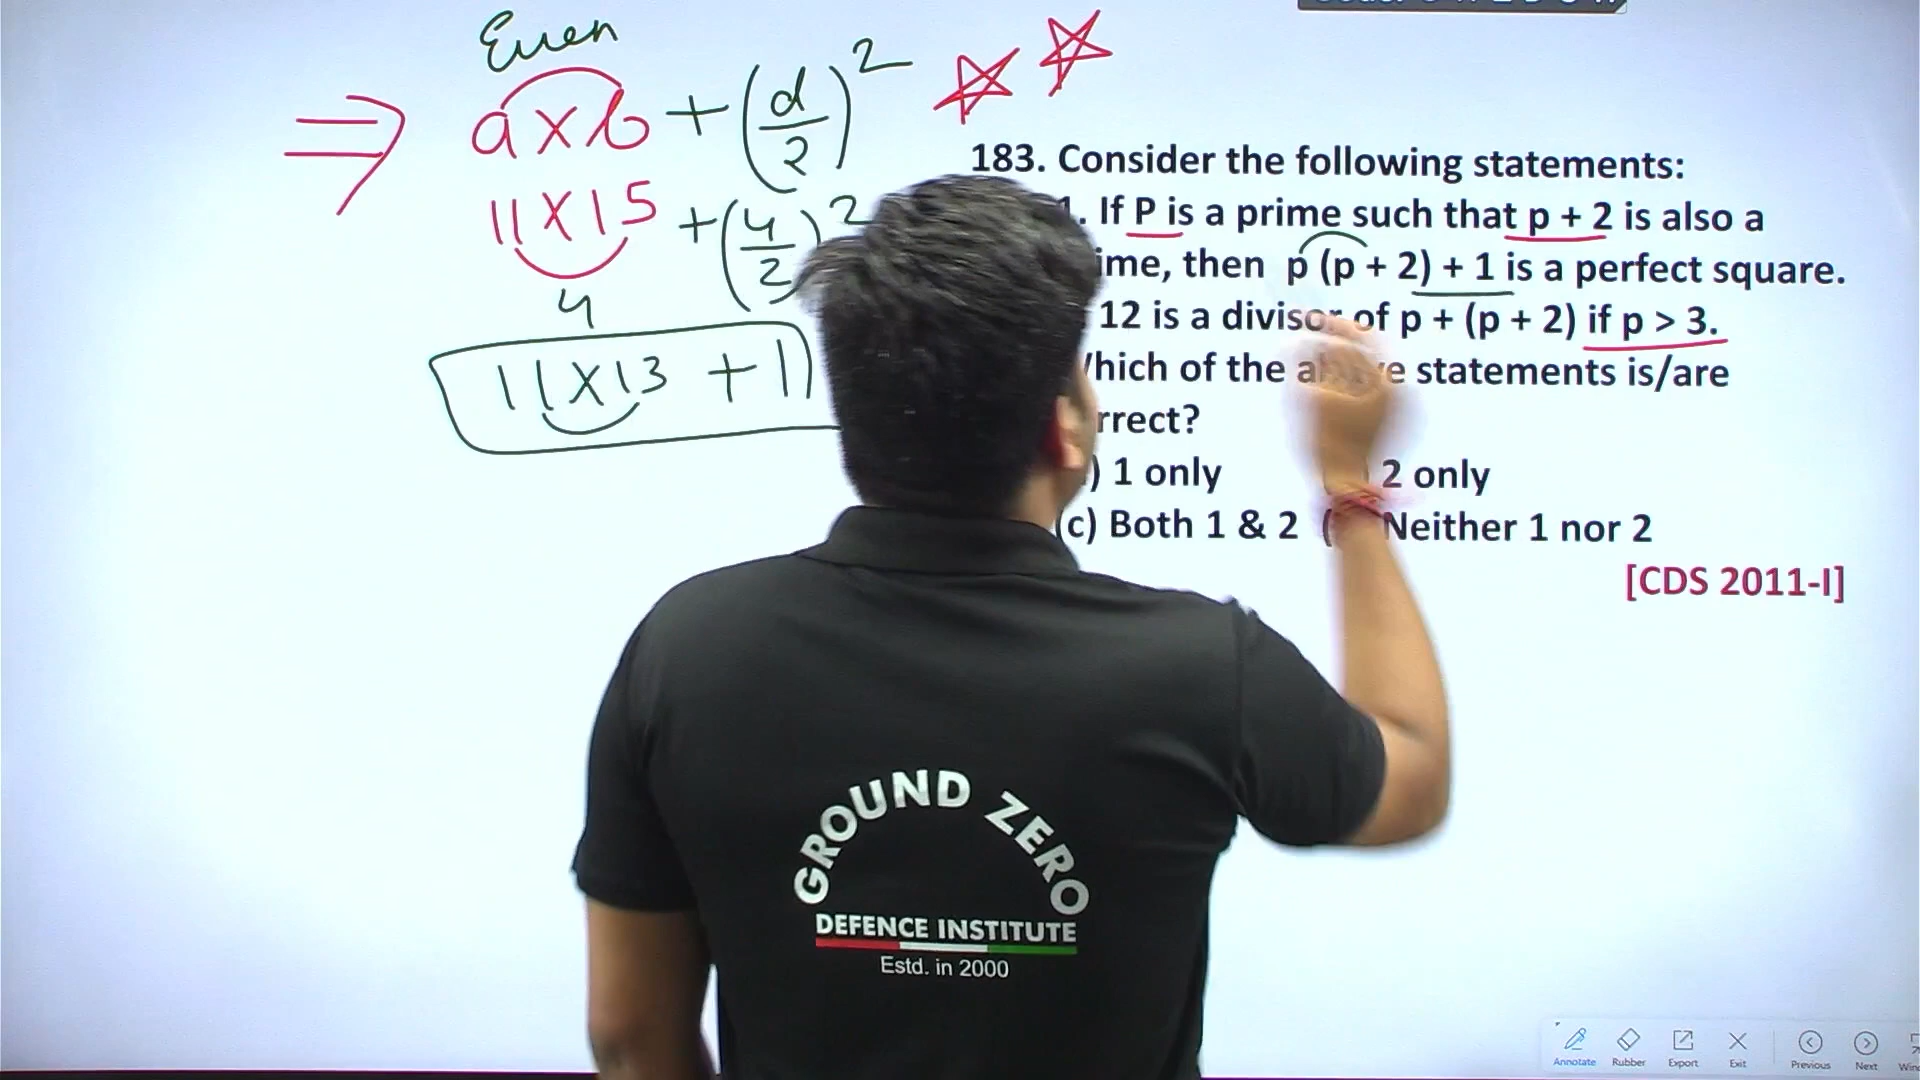 Even
a x b + (d/2)²
11 x 15 + (4/2)²
4
11 x 13 + 1
183. Consider the following statements:
1. If P is a prime such that p + 2 is also a
ime, then p (p + 2) + 1 is a perfect square.
12 is a divisor of p + (p + 2) if p > 3.
hich of the above statements is/are
rrect?
) 1 only 2 only
(c) Both 1 & 2 ( Neither 1 nor 2
[CDS 2011-I]
GROUND ZERO
DEFENCE INSTITUTE
Estd. in 2000
Annotate Rubber Export Exit Previous Next